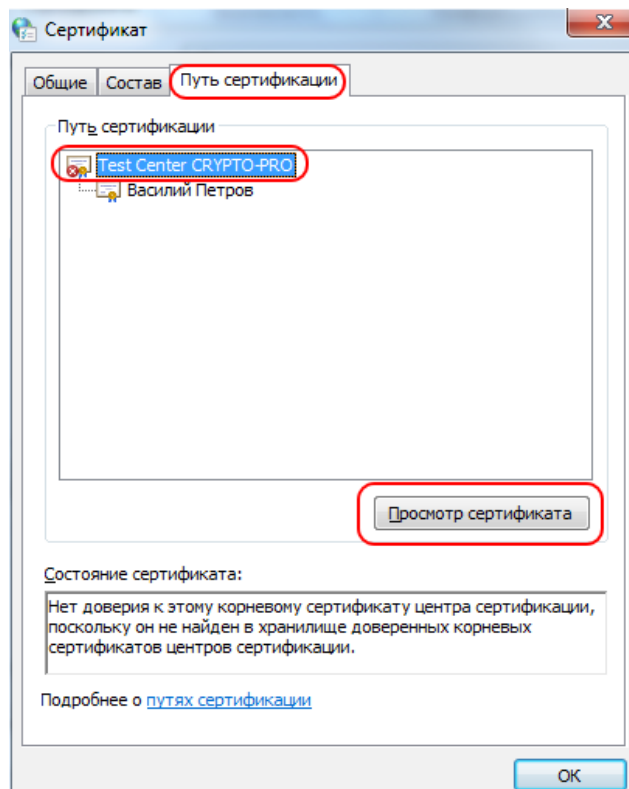 Сертификат
Общие Состав Путь сертификации
Путь сертификации
Test Center CRYPTO-PRO
Василий Петров
Просмотр сертификата
Состояние сертификата:
Нет доверия к этому корневому сертификату центра сертификации,
поскольку он не найден в хранилище доверенных корневых
сертификатов центров сертификации.
Подробнее о путях сертификации
ОК